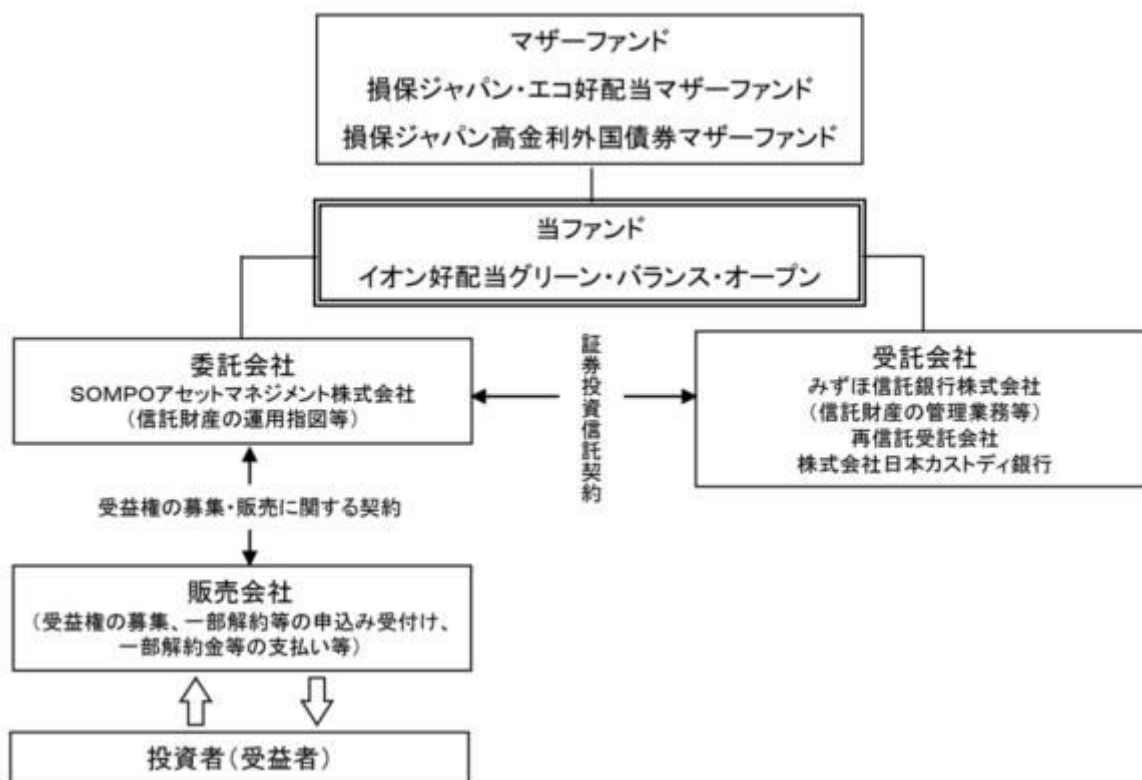 マザーファンド
損保ジャパン・エコ好配当マザーファンド
損保ジャパン高金利外国債券マザーファンド
当ファンド
イオン好配当グリーン・バランス・オープン
委託会社
SOMPOアセットマネジメント株式会社
(信託財産の運用指図等)
証券投資信託契約
受託会社
みずほ信託銀行株式会社
(信託財産の管理業務等)
再信託受託会社
株式会社日本カストディ銀行
受益権の募集・販売に関する契約
販売会社
(受益権の募集、一部解約等の申込み受付け、
一部解約金等の支払い等)
投資者(受益者)